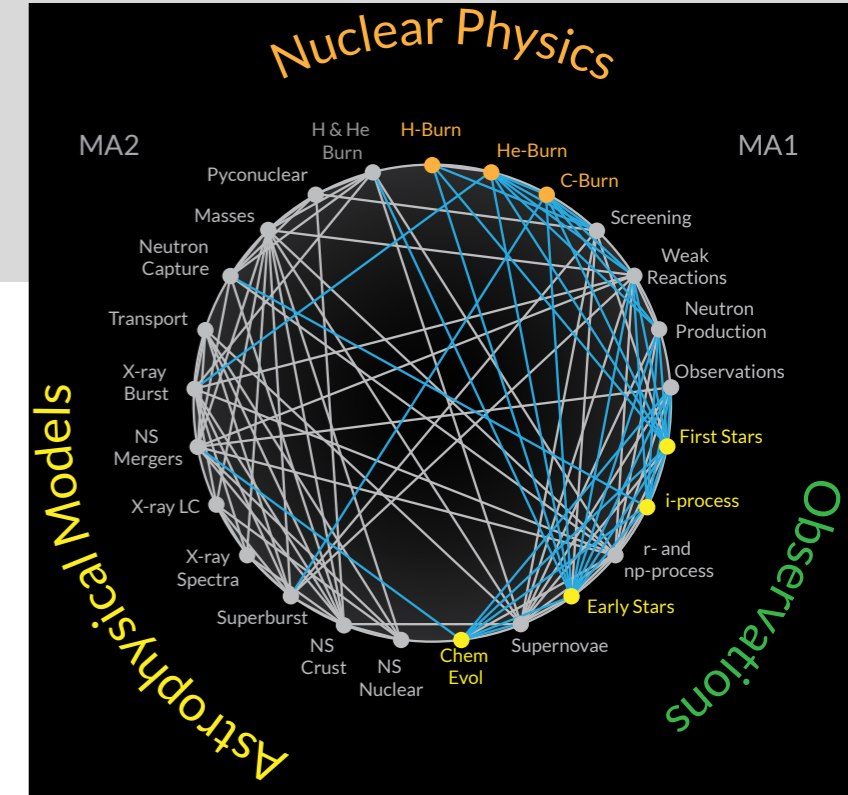 Nuclear Physics
MA2
MA1
H & He
Burn
H-Burn
He-Burn
C-Burn
Screening
Weak
Reactions
Neutron
Production
Observations
First Stars
i-process
r- and
np-process
Early Stars
Supernovae
Chem
Evol
NS
Nuclear
NS
Crust
Superburst
X-ray
Spectra
X-ray LC
NS
Mergers
X-ray
Burst
Transport
Neutron
Capture
Masses
Pyconuclear
Astrophysical Models
Observations